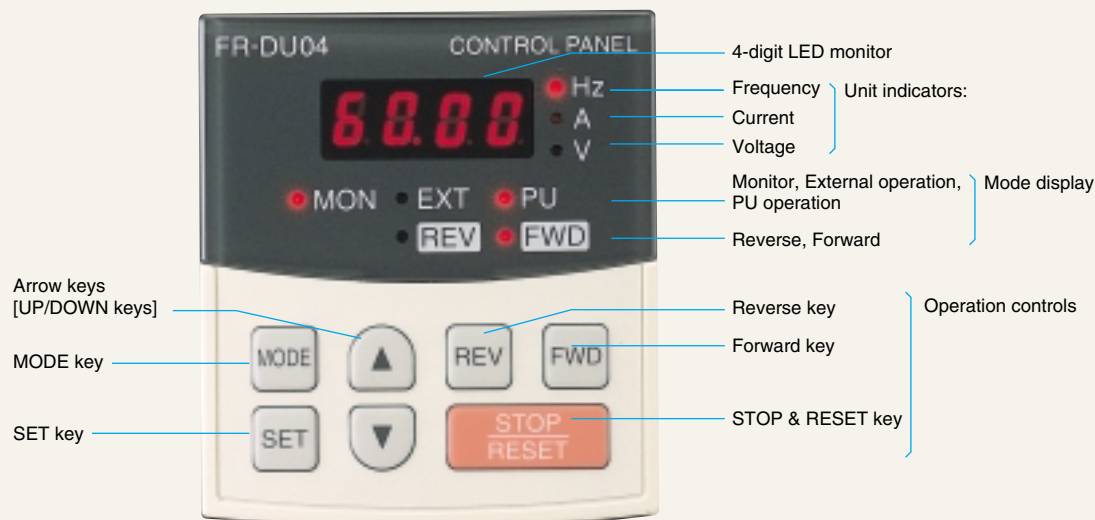 FR-DU04 CONTROL PANEL
4-digit LED monitor
60.00
Hz
A
V
Frequency
Current
Voltage
Unit indicators:
MON EXT PU
REV FWD
Monitor, External operation,
PU operation
Reverse, Forward
Mode display
Arrow keys
[UP/DOWN keys]
MODE key
SET key
MODE ▲ REV FWD
SET ▼ STOP
RESET
Reverse key
Forward key
STOP & RESET key
Operation controls